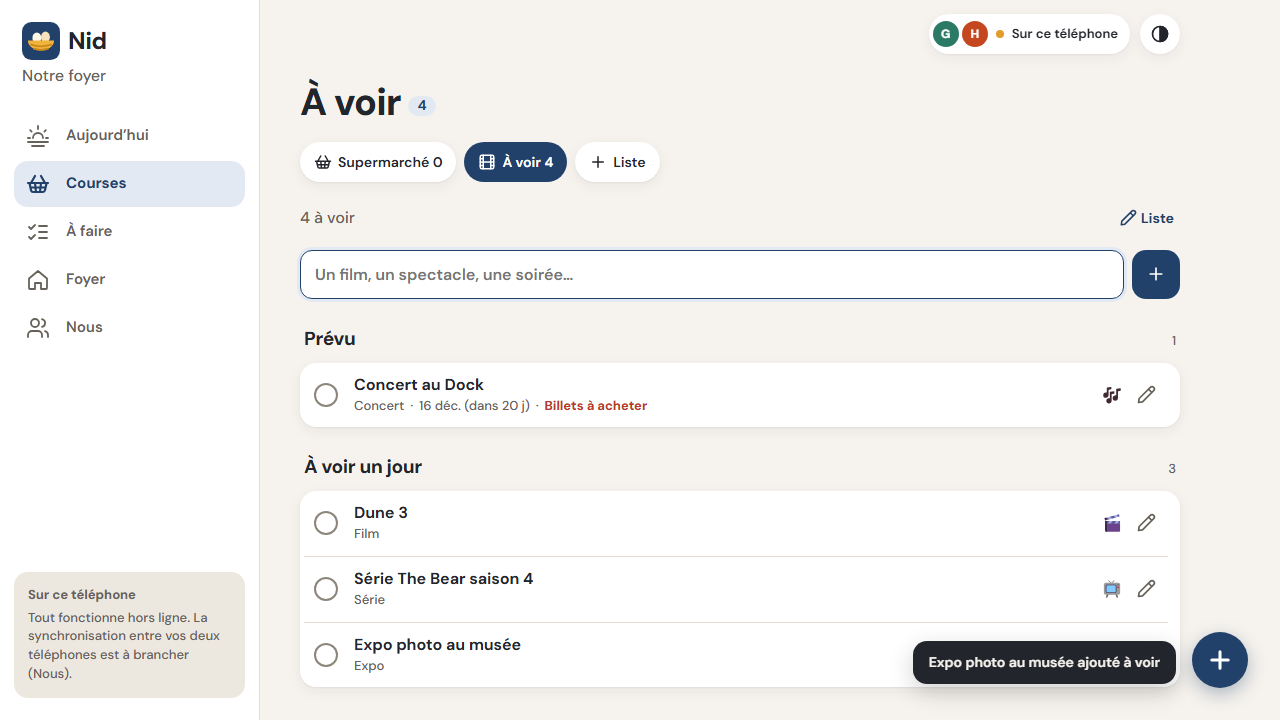 Nid
Notre foyer
Aujourd’hui
Courses
À faire
Foyer
Nous
Sur ce téléphone
Tout fonctionne hors ligne. La
synchronisation entre vos deux
téléphones est à brancher
(Nous).
G H Sur ce téléphone
À voir 4
Supermarché 0
À voir 4
Liste
4 à voir
Liste
Un film, un spectacle, une soirée…
Prévu 1
Concert au Dock
Concert · 16 déc. (dans 20 j) · Billets à acheter
À voir un jour 3
Dune 3
Film
Série The Bear saison 4
Série
Expo photo au musée
Expo
Expo photo au musée ajouté à voir